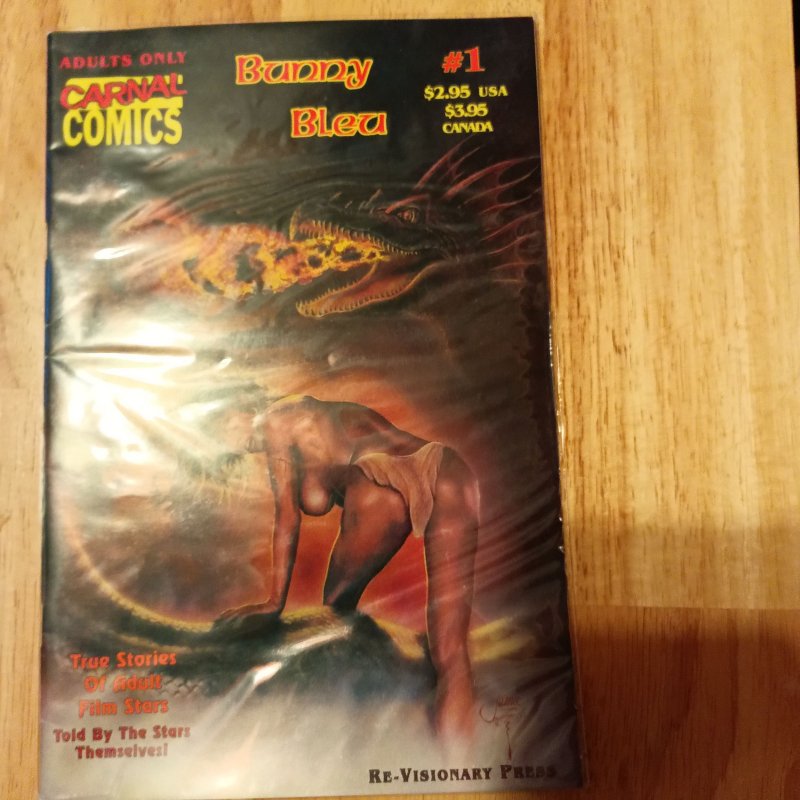 ADULTS ONLY
CARNAL
COMICS
Bunny
Bleu
#1
$2.95 USA
$3.95
CANADA
True Stories
Of Adult
Film Stars
Told By The Stars
Themselves!
RE-VISIONARY PRESS